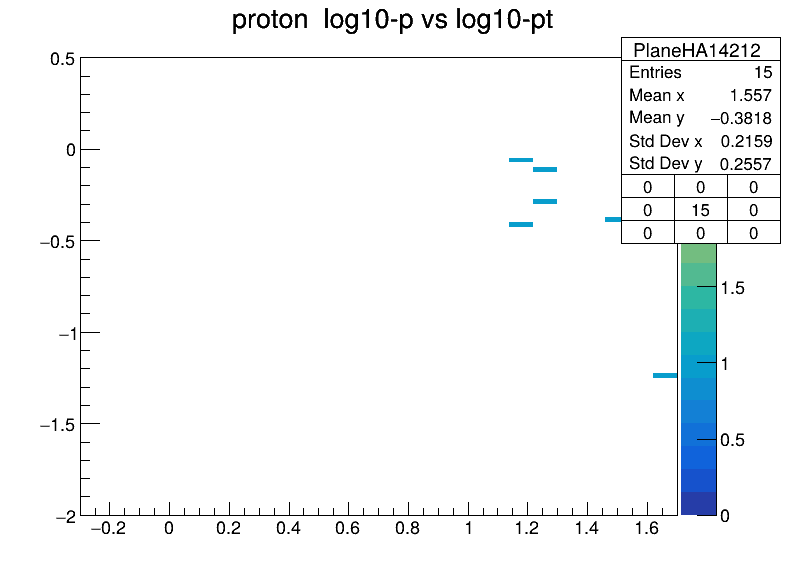 proton  log10-p vs log10-pt
PlaneHA14212
Entries 15
Mean x 1.557
Mean y −0.3818
Std Dev x 0.2159
Std Dev y 0.2557
0 0 0
0 15 0
0 0 0
0.5
0
−0.5
−1
−1.5
−2
1.5
1
0.5
0
−0.2 0 0.2 0.4 0.6 0.8 1 1.2 1.4 1.6